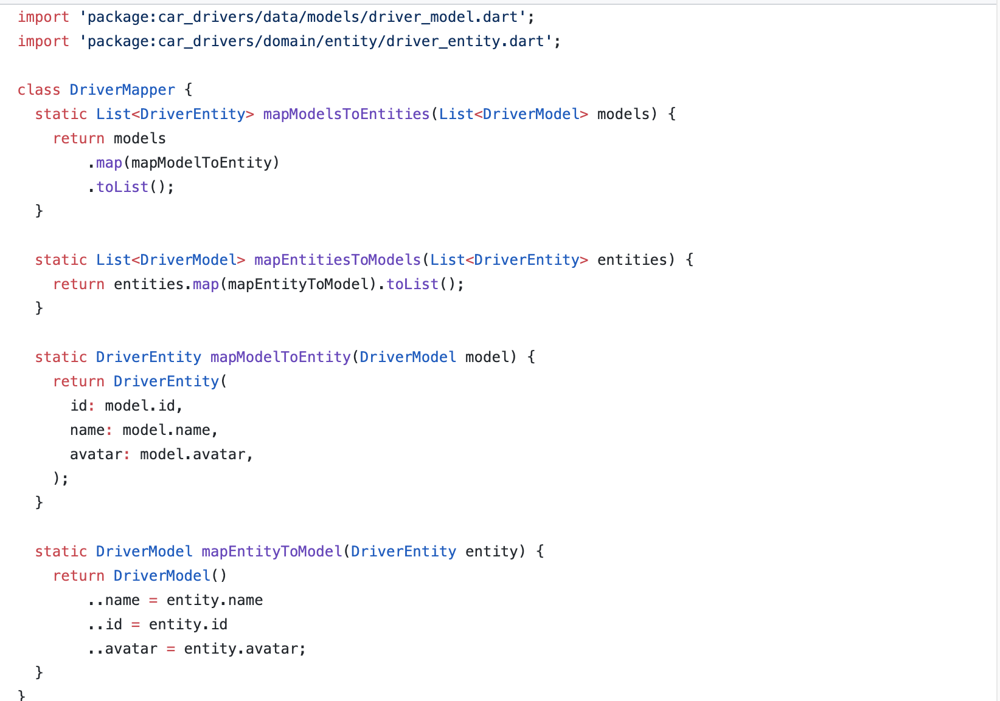 import 'package:car_drivers/data/models/driver_model.dart';
import 'package:car_drivers/domain/entity/driver_entity.dart';

class DriverMapper {
  static List<DriverEntity> mapModelsToEntities(List<DriverModel> models) {
    return models
        .map(mapModelToEntity)
        .toList();
  }

  static List<DriverModel> mapEntitiesToModels(List<DriverEntity> entities) {
    return entities.map(mapEntityToModel).toList();
  }

  static DriverEntity mapModelToEntity(DriverModel model) {
    return DriverEntity(
      id: model.id,
      name: model.name,
      avatar: model.avatar,
    );
  }

  static DriverModel mapEntityToModel(DriverEntity entity) {
    return DriverModel()
        ..name = entity.name
        ..id = entity.id
        ..avatar = entity.avatar;
  }
}